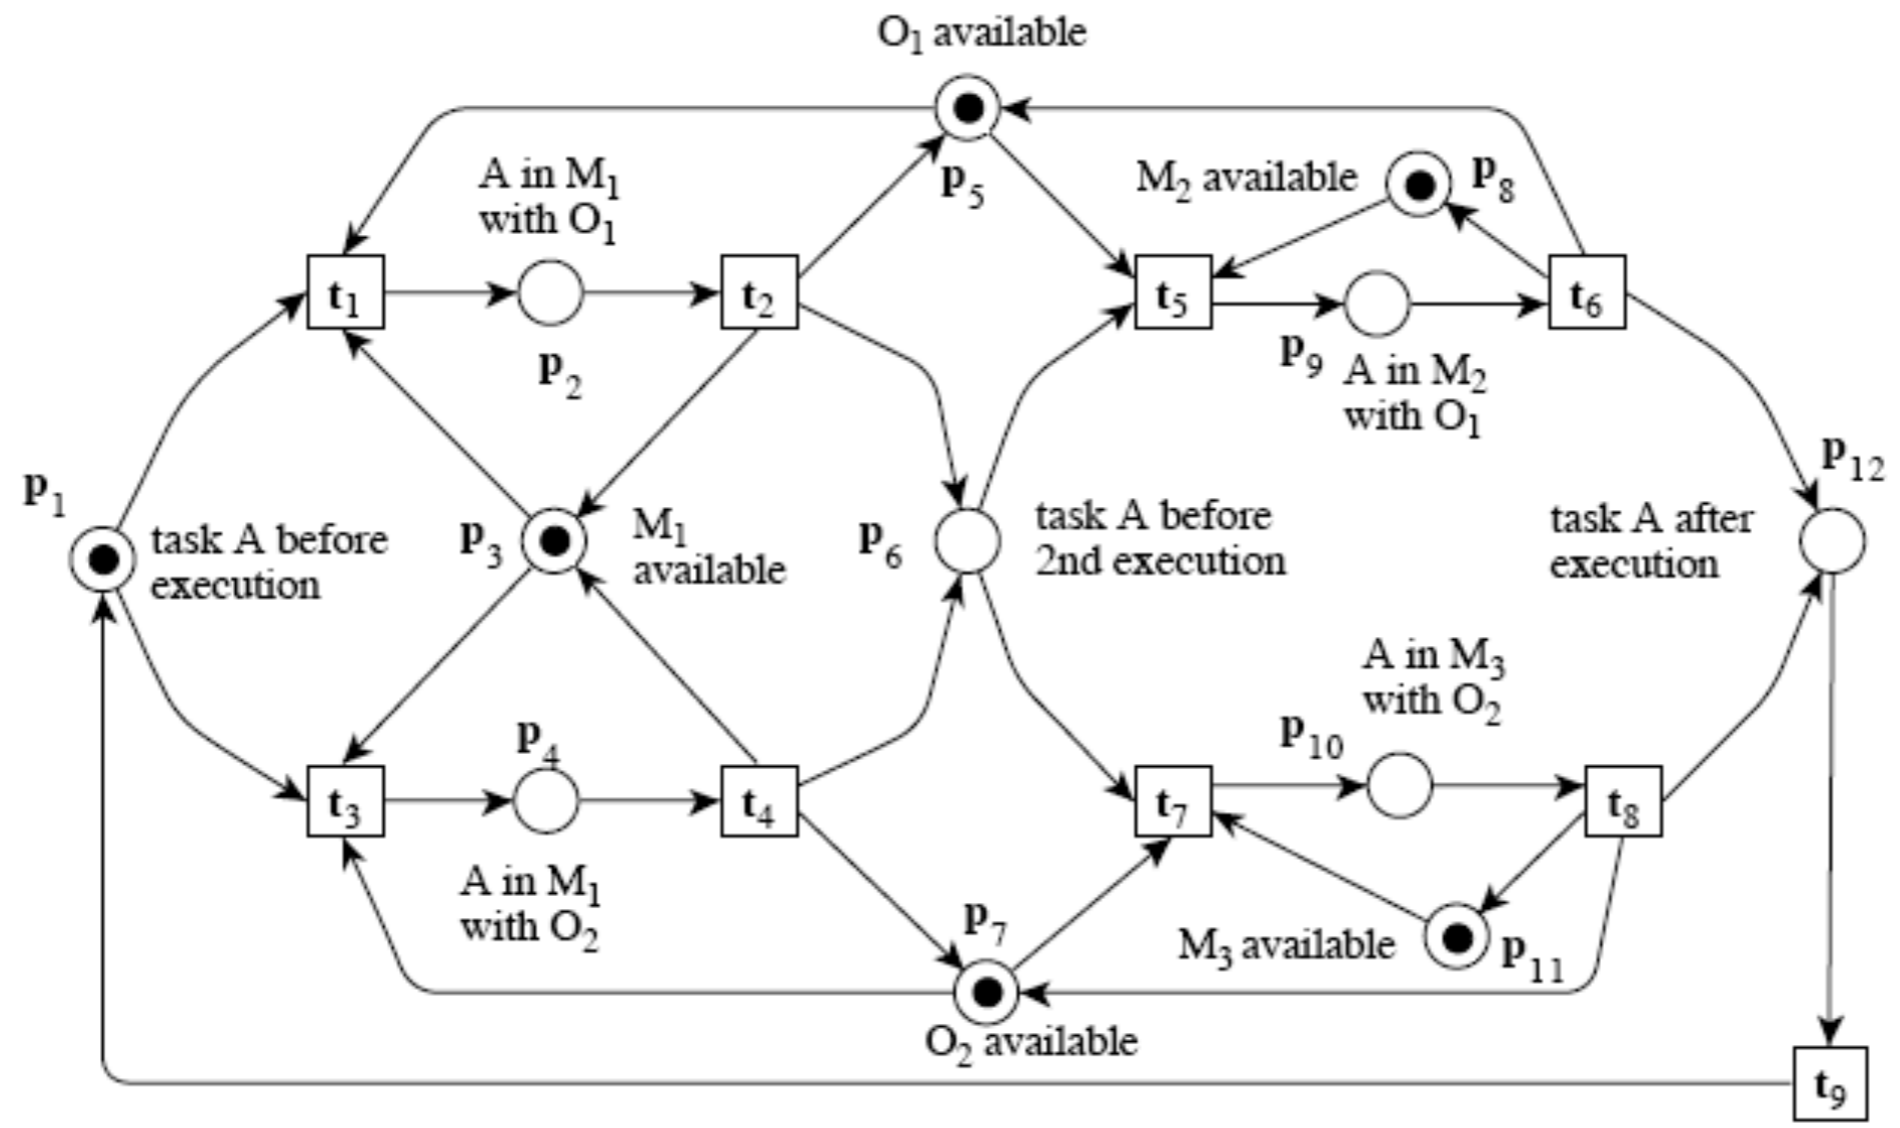 O₁ available
A in M₁
with O₁
p₅
M₂ available
p₈
t₁
t₂
t₅
t₆
p₂
p₉
A in M₂
with O₁
p₁
p₁₂
task A before
execution
p₃
M₁
available
p₆
task A before
2nd execution
task A after
execution
A in M₃
with O₂
p₄
p₁₀
t₃
t₄
t₇
t₈
A in M₁
with O₂
p₇
M₃ available
p₁₁
O₂ available
t₉